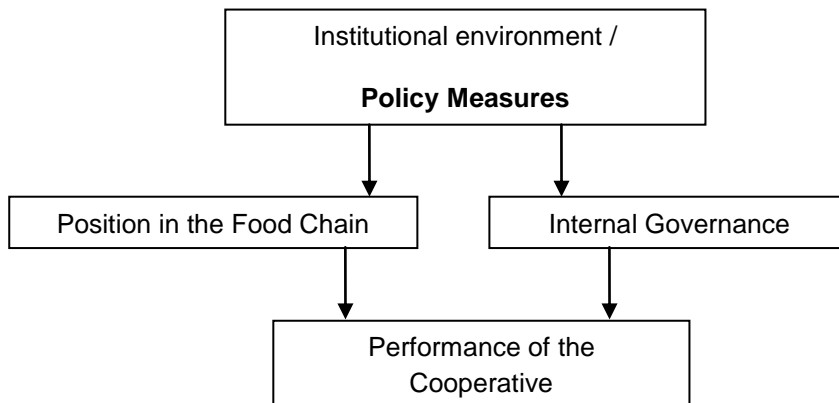 Institutional environment /
Policy Measures
Position in the Food Chain
Internal Governance
Performance of the
Cooperative